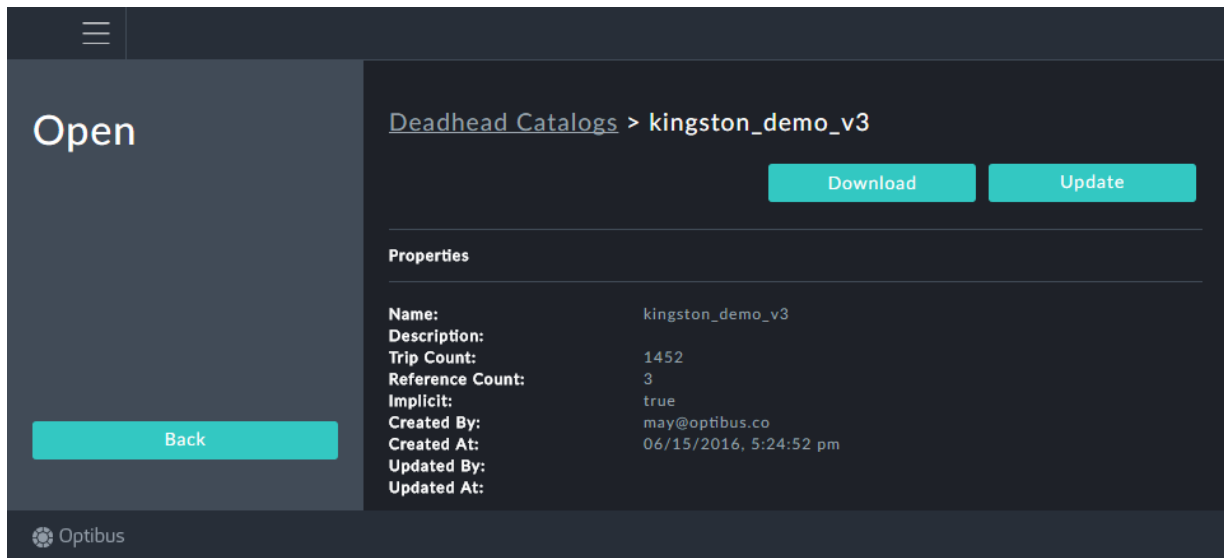 Open
Deadhead Catalogs > kingston_demo_v3
Download Update
Properties
Name: kingston_demo_v3
Description:
Trip Count: 1452
Reference Count: 3
Implicit: true
Created By: may@optibus.co
Created At: 06/15/2016, 5:24:52 pm
Updated By:
Updated At:
Back
Optibus